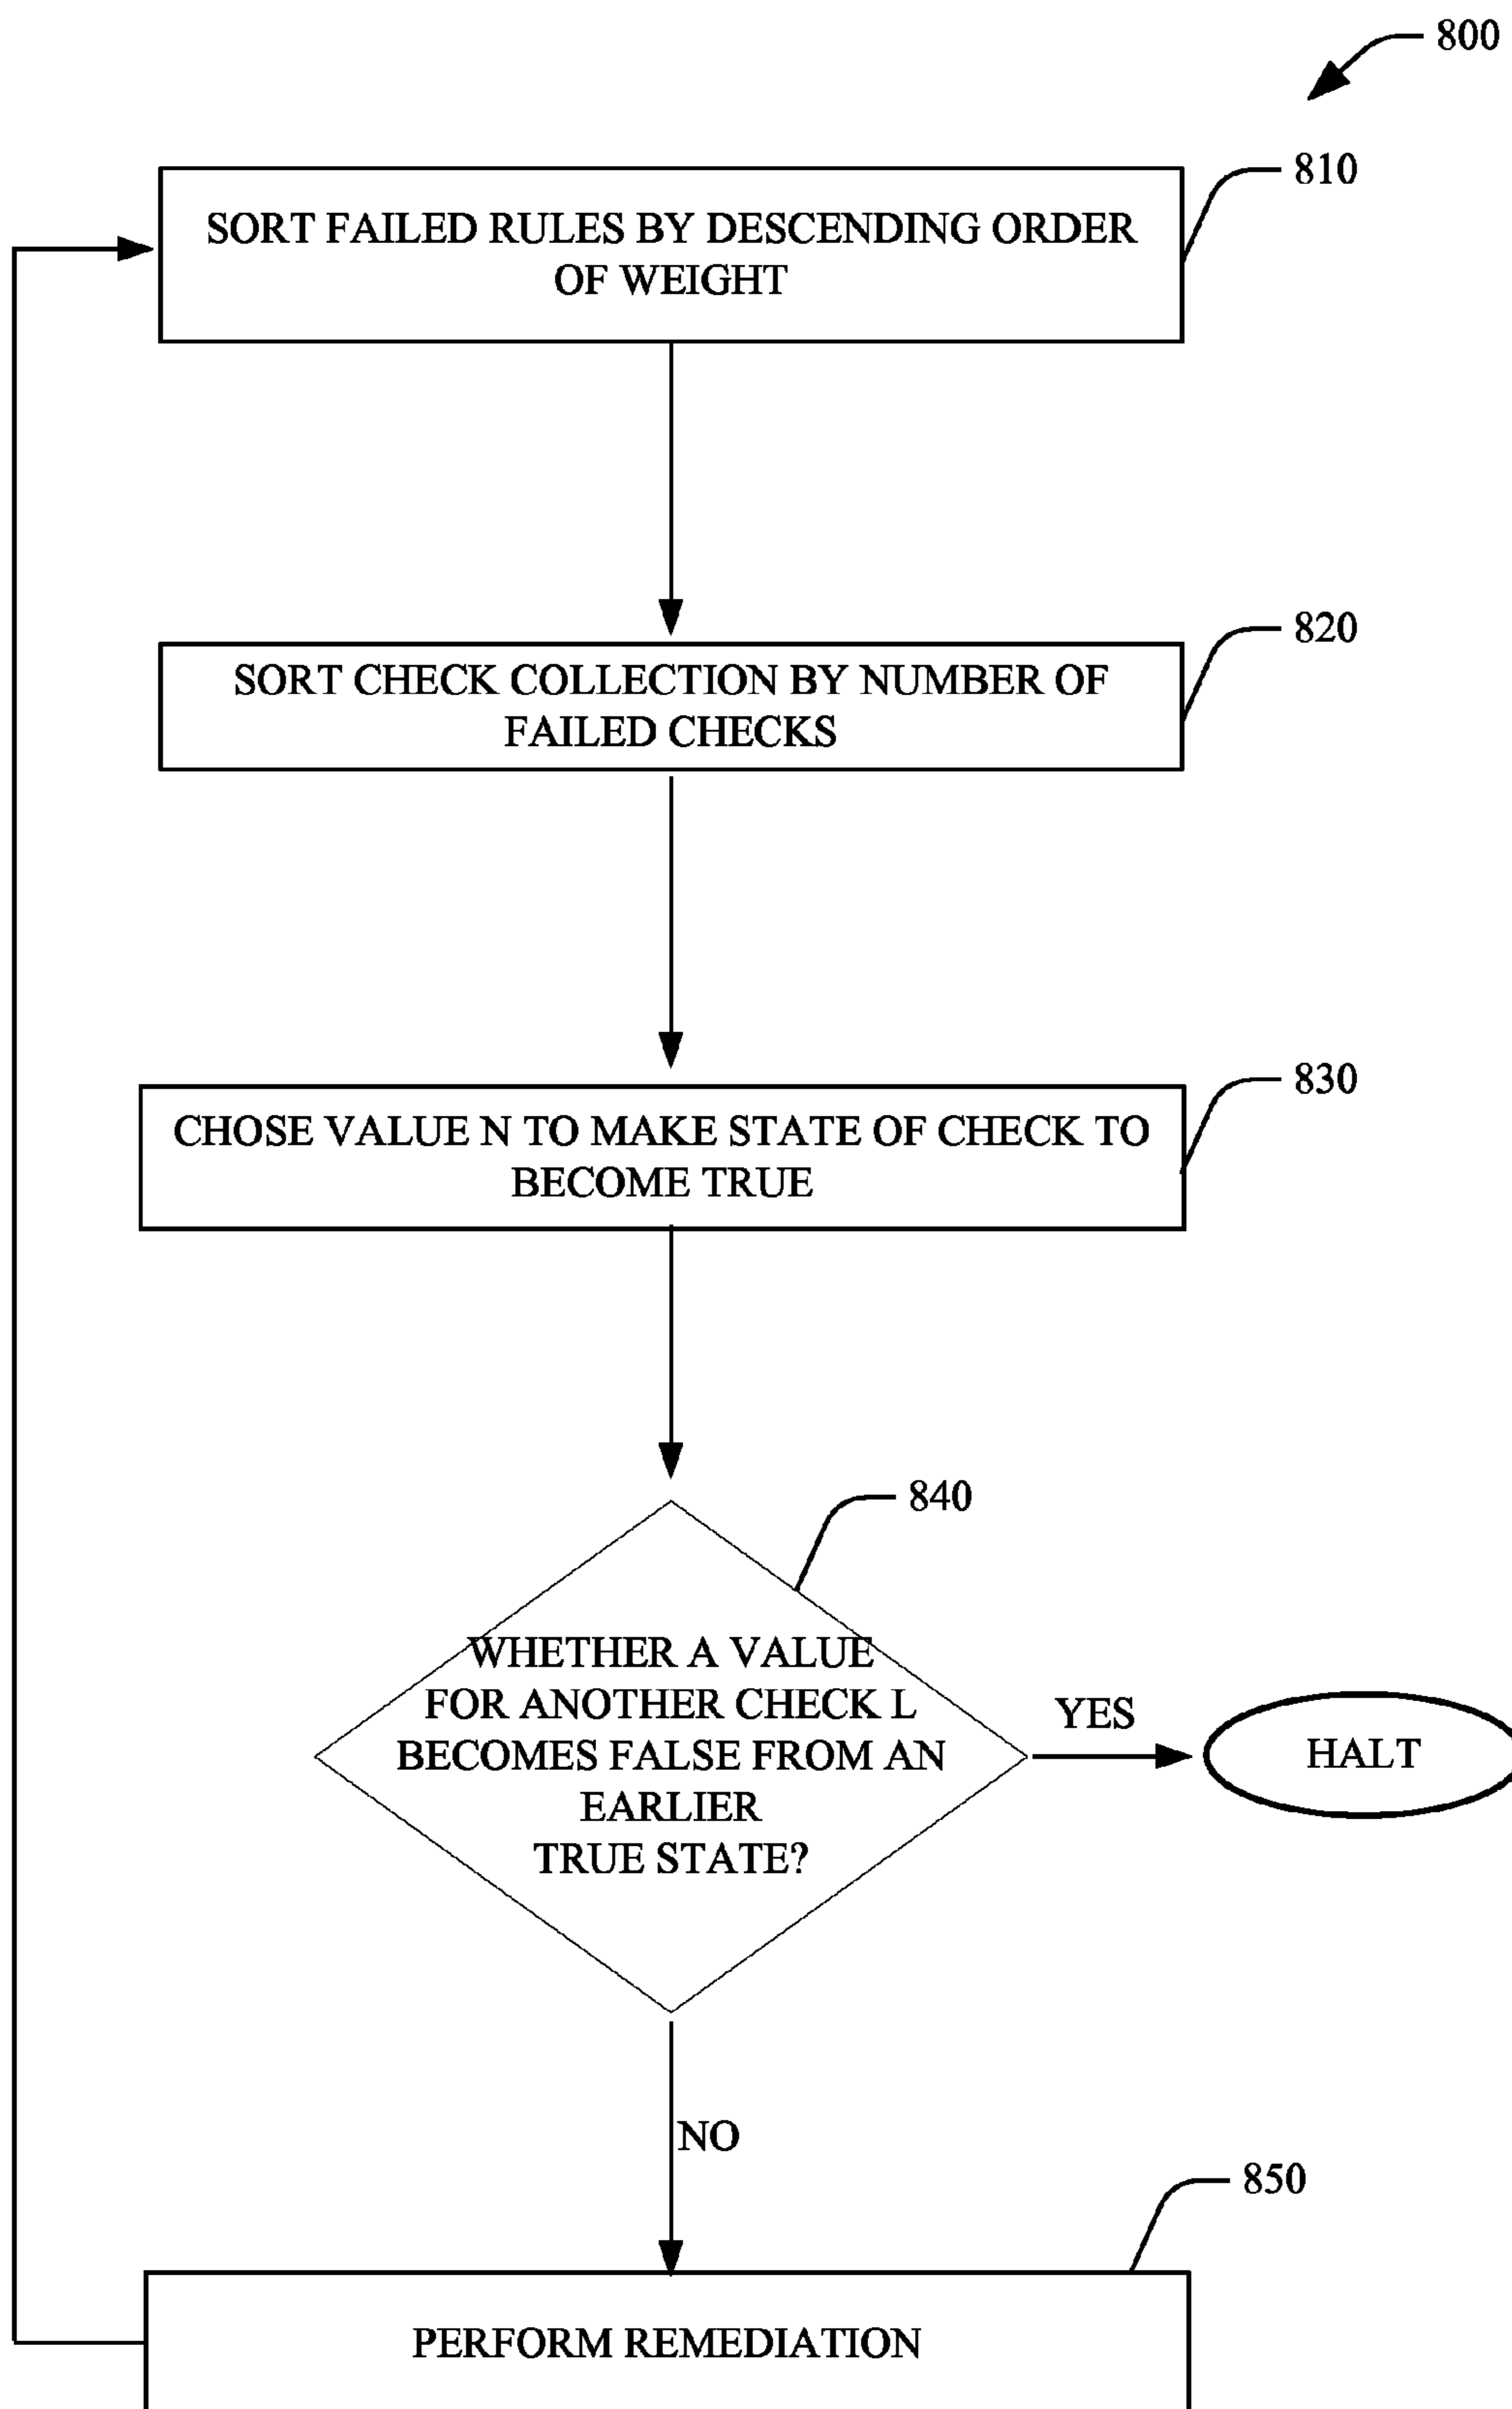 800
810
SORT FAILED RULES BY DESCENDING ORDER
OF WEIGHT
820
SORT CHECK COLLECTION BY NUMBER OF
FAILED CHECKS
830
CHOSE VALUE N TO MAKE STATE OF CHECK TO
BECOME TRUE
840
WHETHER A VALUE
FOR ANOTHER CHECK L
BECOMES FALSE FROM AN
EARLIER
TRUE STATE?
YES
HALT
NO
850
PERFORM REMEDIATION